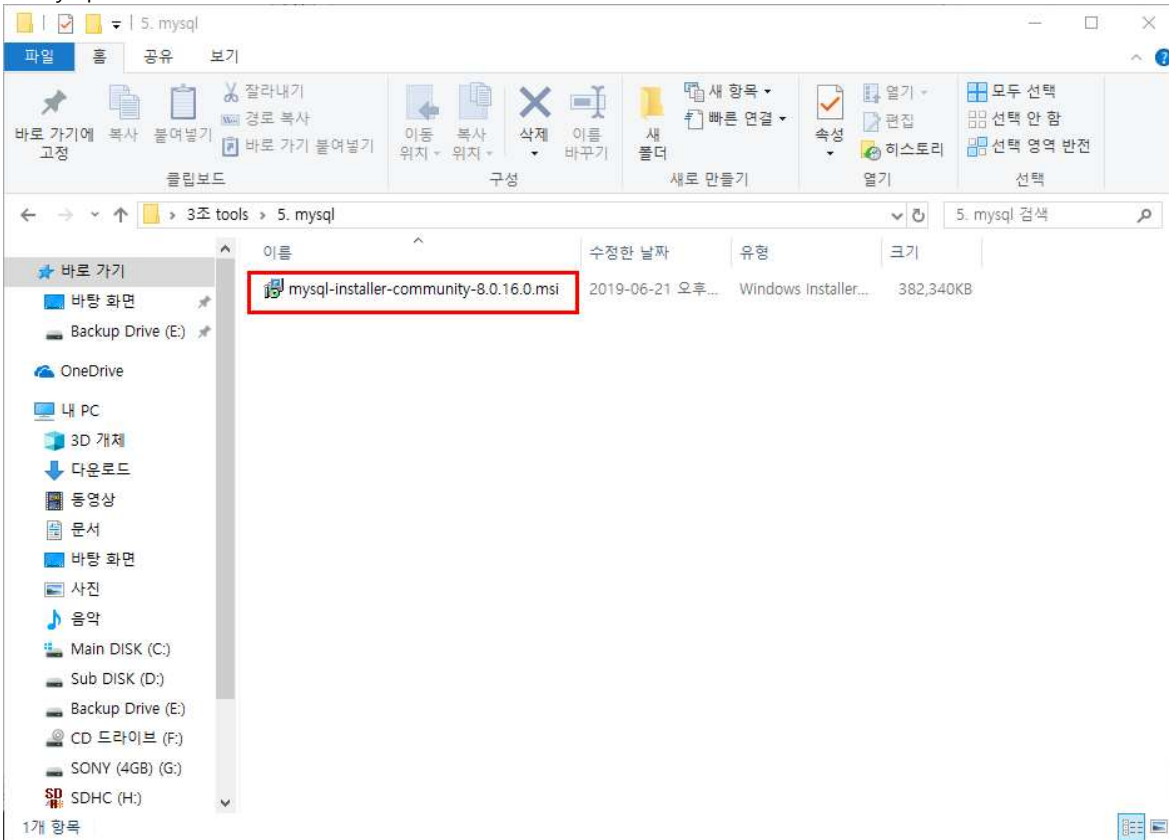 5. mysql
파일 홈 공유 보기
바로 가기에 고정
복사
붙여넣기
잘라내기
경로 복사
바로 가기 붙여넣기
클립보드
이동 위치
복사 위치
삭제
이름 바꾸기
구성
새 폴더
새 항목
빠른 연결
새로 만들기
속성
열기
편집
히스토리
열기
모두 선택
선택 안 함
선택 영역 반전
선택
3조 tools > 5. mysql
5. mysql 검색
이름 수정한 날짜 유형 크기
mysql-installer-community-8.0.16.0.msi 2019-06-21 오후... Windows Installer... 382,340KB
바로 가기
바탕 화면
Backup Drive (E:)
OneDrive
내 PC
3D 개체
다운로드
동영상
문서
바탕 화면
사진
음악
Main DISK (C:)
Sub DISK (D:)
Backup Drive (E:)
CD 드라이브 (F:)
SONY (4GB) (G:)
SDHC (H:)
1개 항목